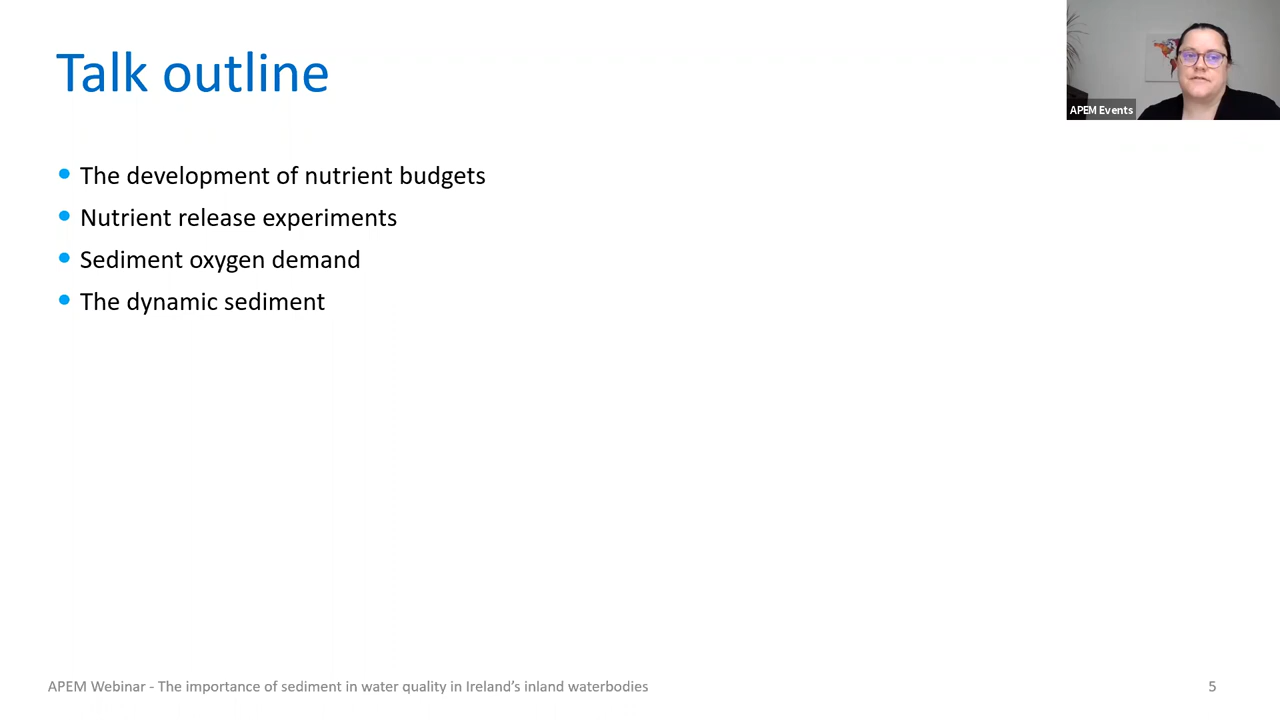 Talk outline
APEM Events
The development of nutrient budgets
Nutrient release experiments
Sediment oxygen demand
The dynamic sediment
APEM Webinar - The importance of sediment in water quality in Ireland's inland waterbodies
5